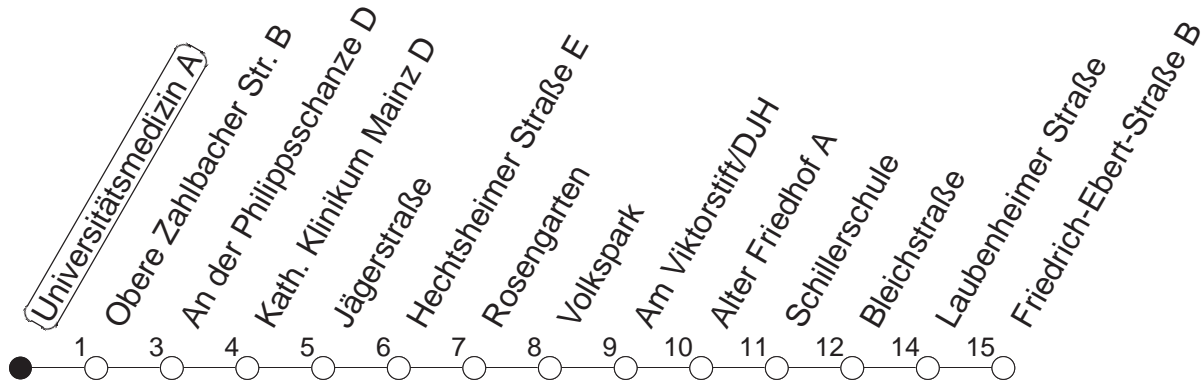 Universitätsmedizin A
Obere Zahlbacher Str. B
An der Philippsschanze D
Kath. Klinikum Mainz D
Jägerstraße
Hechtsheimer Straße E
Rosengarten
Volkspark
Am Viktorstift/DJH
Alter Friedhof A
Schillerschule
Bleichstraße
Laubenheimer Straße
Friedrich-Ebert-Straße B
1 3 4 5 6 7 8 9 10 11 12 14 15